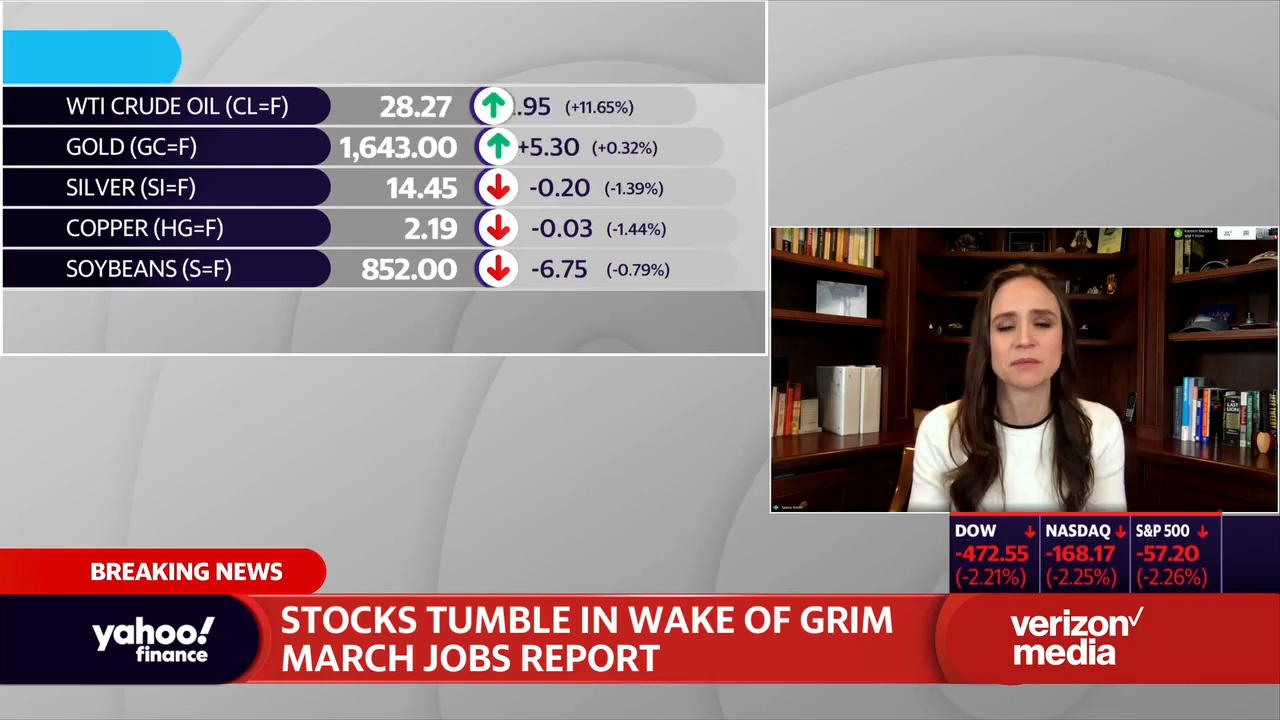 WTI CRUDE OIL (CL=F) 28.27 .95 (+11.65%)
GOLD (GC=F) 1,643.00 +5.30 (+0.32%)
SILVER (SI=F) 14.45 -0.20 (-1.39%)
COPPER (HG=F) 2.19 -0.03 (-1.44%)
SOYBEANS (S=F) 852.00 -6.75 (-0.79%)
DOW NASDAQ S&P 500
-472.55 -168.17 -57.20
(-2.21%) (-2.25%) (-2.26%)
BREAKING NEWS
yahoo!
finance
STOCKS TUMBLE IN WAKE OF GRIM
MARCH JOBS REPORT
verizon
media